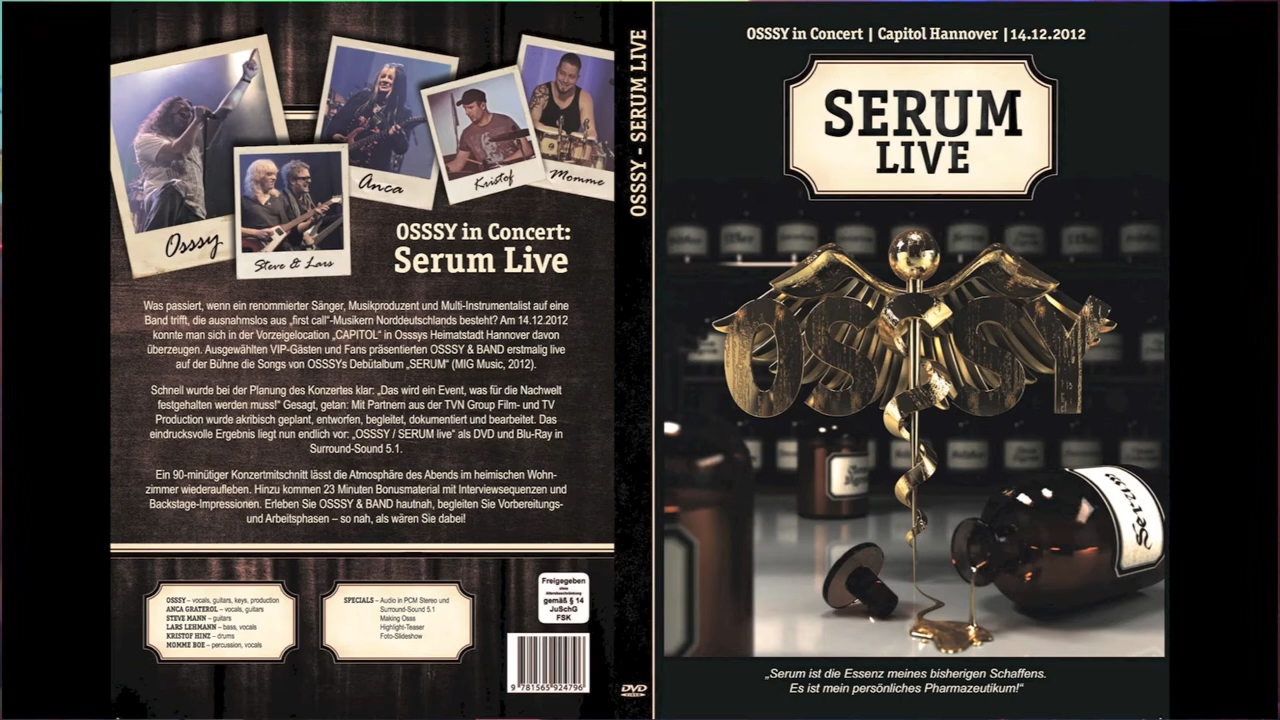 Osssy
Steve & Lars
Anca
Kristof
Momme
OSSSY in Concert:
Serum Live
Was passiert, wenn ein renommierter Sänger, Musikproduzent und Multi-Instrumentalist auf eine
Band trifft, die ausnahmslos aus „first call“-Musikern Norddeutschlands besteht? Am 14.12.2012
konnte man sich in der Vorzeigelocation „CAPITOL“ in Osssys Heimatstadt Hannover davon
überzeugen. Ausgewählten VIP-Gästen und Fans präsentierten OSSSY & BAND erstmalig live
auf der Bühne die Songs von OSSSYs Debütalbum „SERUM“ (MIG Music, 2012).
Schnell wurde bei der Planung des Konzertes klar: „Das wird ein Event, was für die Nachwelt
festgehalten werden muss!“ Gesagt, getan: Mit Partnern aus der TVN Group Film- und TV
Production wurde akribisch geplant, entworfen, begleitet, dokumentiert und bearbeitet. Das
eindrucksvolle Ergebnis liegt nun endlich vor: „OSSSY / SERUM live“ als DVD und Blu-Ray in
Surround-Sound 5.1.
Ein 90-minütiger Konzertmitschnitt lässt die Atmosphäre des Abends im heimischen Wohn-
zimmer wiederaufleben. Hinzu kommen 23 Minuten Bonusmaterial mit Interviewsequenzen und
Backstage-Impressionen. Erleben Sie OSSSY & BAND hautnah, begleiten Sie Vorbereitungs-
und Arbeitsphasen – so nah, als wären Sie dabei!
OSSSY – vocals, guitars, keys, production
ANCA GRATEROL – vocals, guitars
STEVE MANN – guitars
LARS LEHMANN – bass, vocals
KRISTOF HINZ – drums
MOMME BOE – percussion, vocals
SPECIALS – Audio in PCM Stereo und
Surround-Sound 5.1
Making Osss
Highlight-Teaser
Foto-Slideshow
Freigegeben
ohne
Altersbeschränkung
gemäß § 14
JuSchG
FSK
9 781565 924796
OSSSY - SERUM LIVE
DVD
VIDEO
OSSSY in Concert | Capitol Hannover | 14.12.2012
SERUM
LIVE
OSSSY
Serum
„Serum ist die Essenz meines bisherigen Schaffens.
Es ist mein persönliches Pharmazeutikum!“